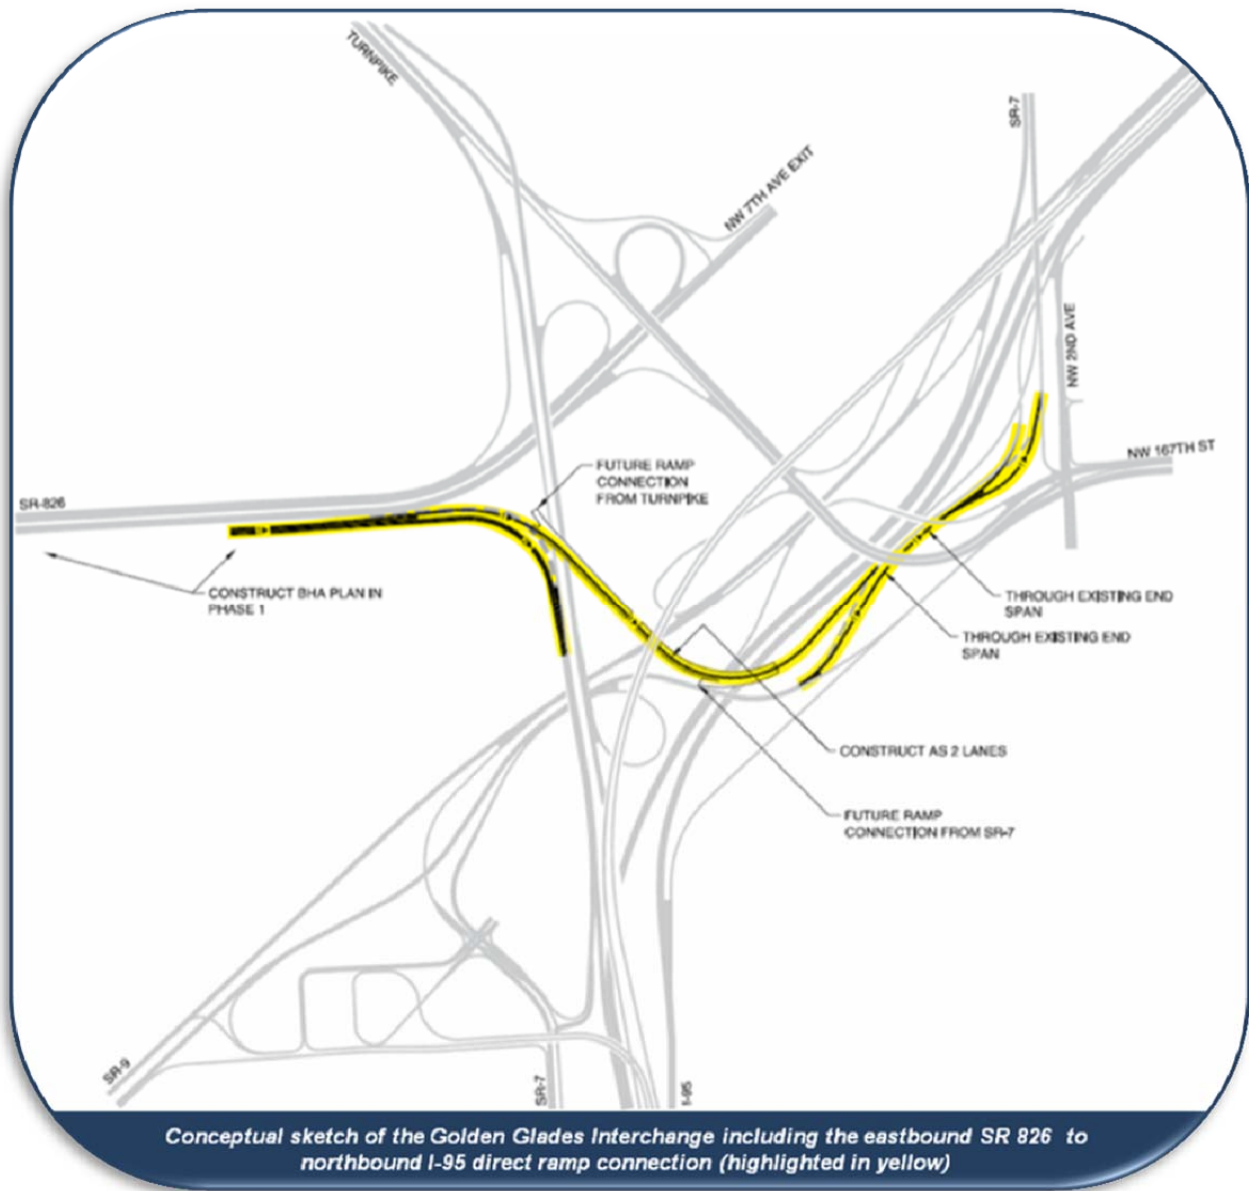 TURNPIKE
SR-7
NW 7TH AVE EXIT
NW 2ND AVE
NW 167TH ST
SR-826
FUTURE RAMP
CONNECTION
FROM TURNPIKE
CONSTRUCT BHA PLAN IN
PHASE 1
THROUGH EXISTING END
SPAN
THROUGH EXISTING END
SPAN
CONSTRUCT AS 2 LANES
FUTURE RAMP
CONNECTION FROM SR-7
SR-9
SR-7
I-95
Conceptual sketch of the Golden Glades Interchange including the eastbound SR 826 to
northbound I-95 direct ramp connection (highlighted in yellow)